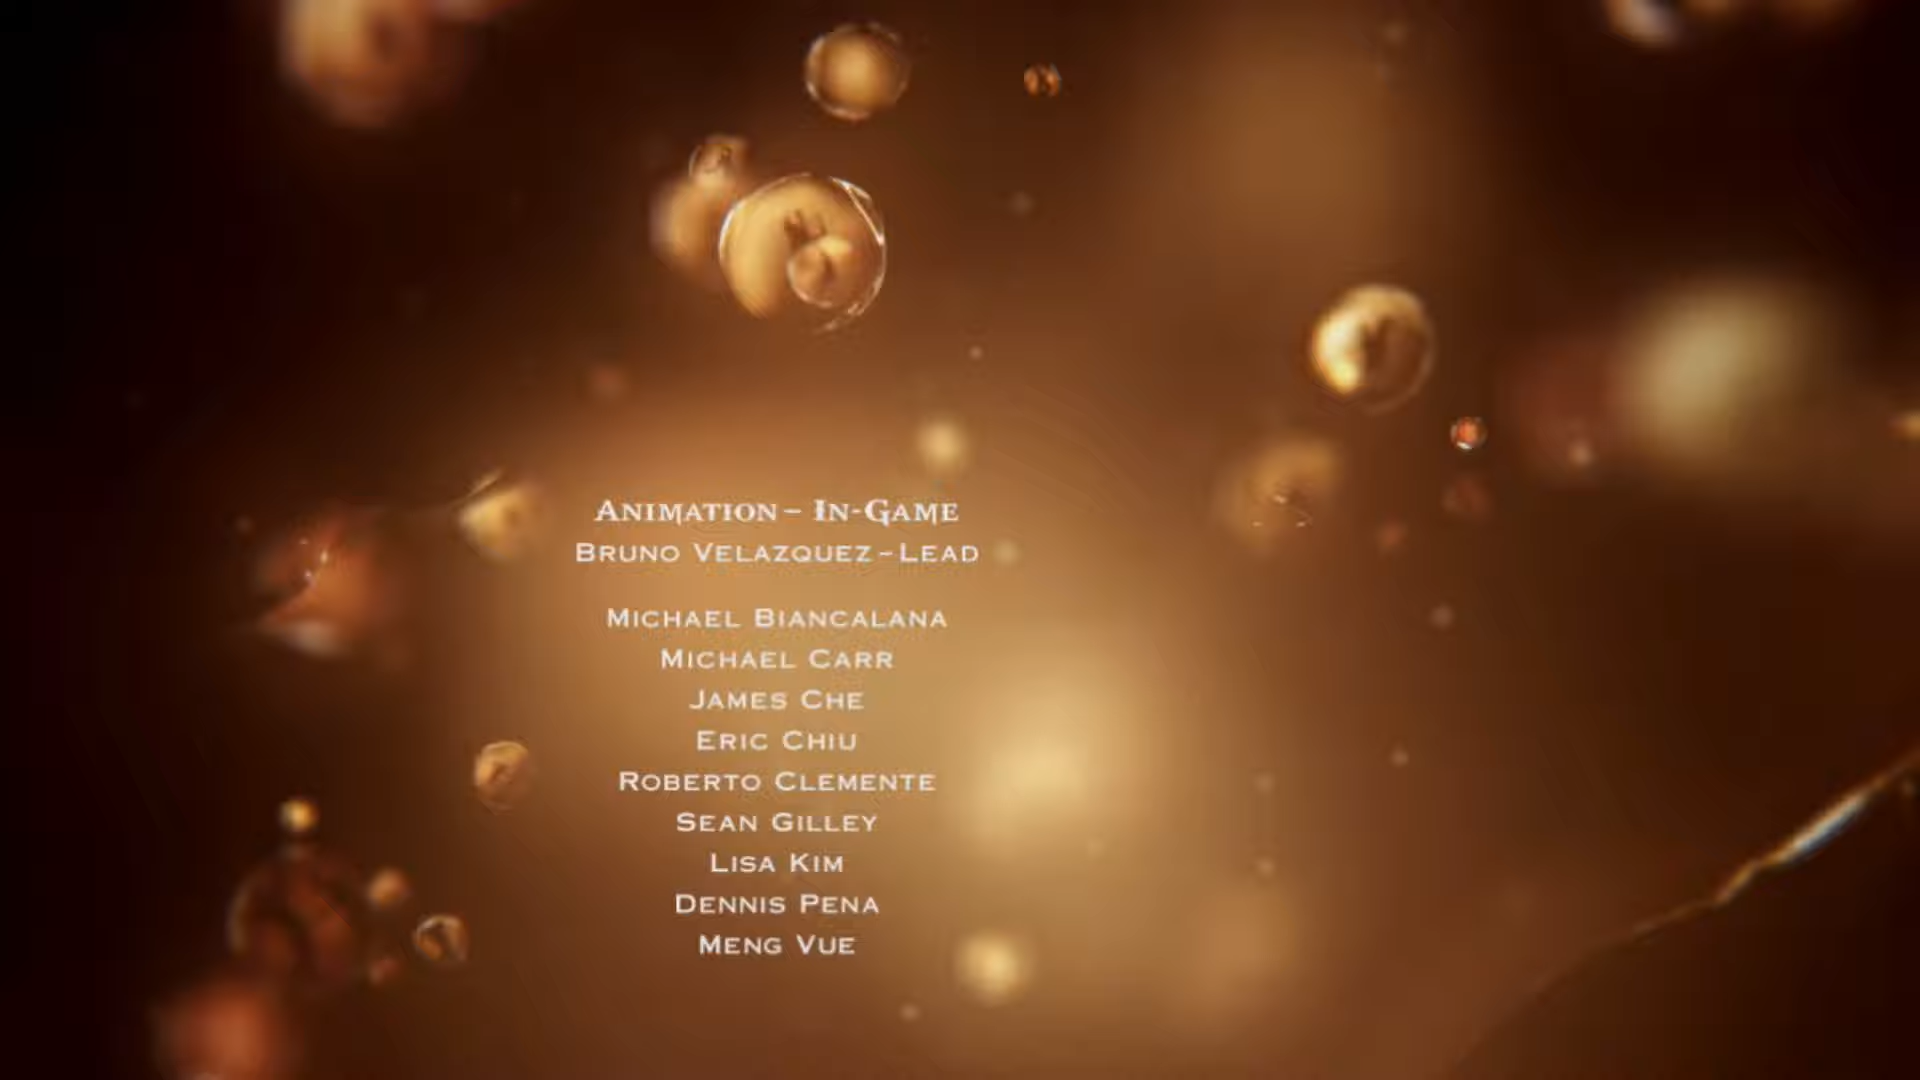 Animation – In-Game
Bruno Velazquez – Lead
Michael Biancalana
Michael Carr
James Che
Eric Chiu
Roberto Clemente
Sean Gilley
Lisa Kim
Dennis Pena
Meng Vue